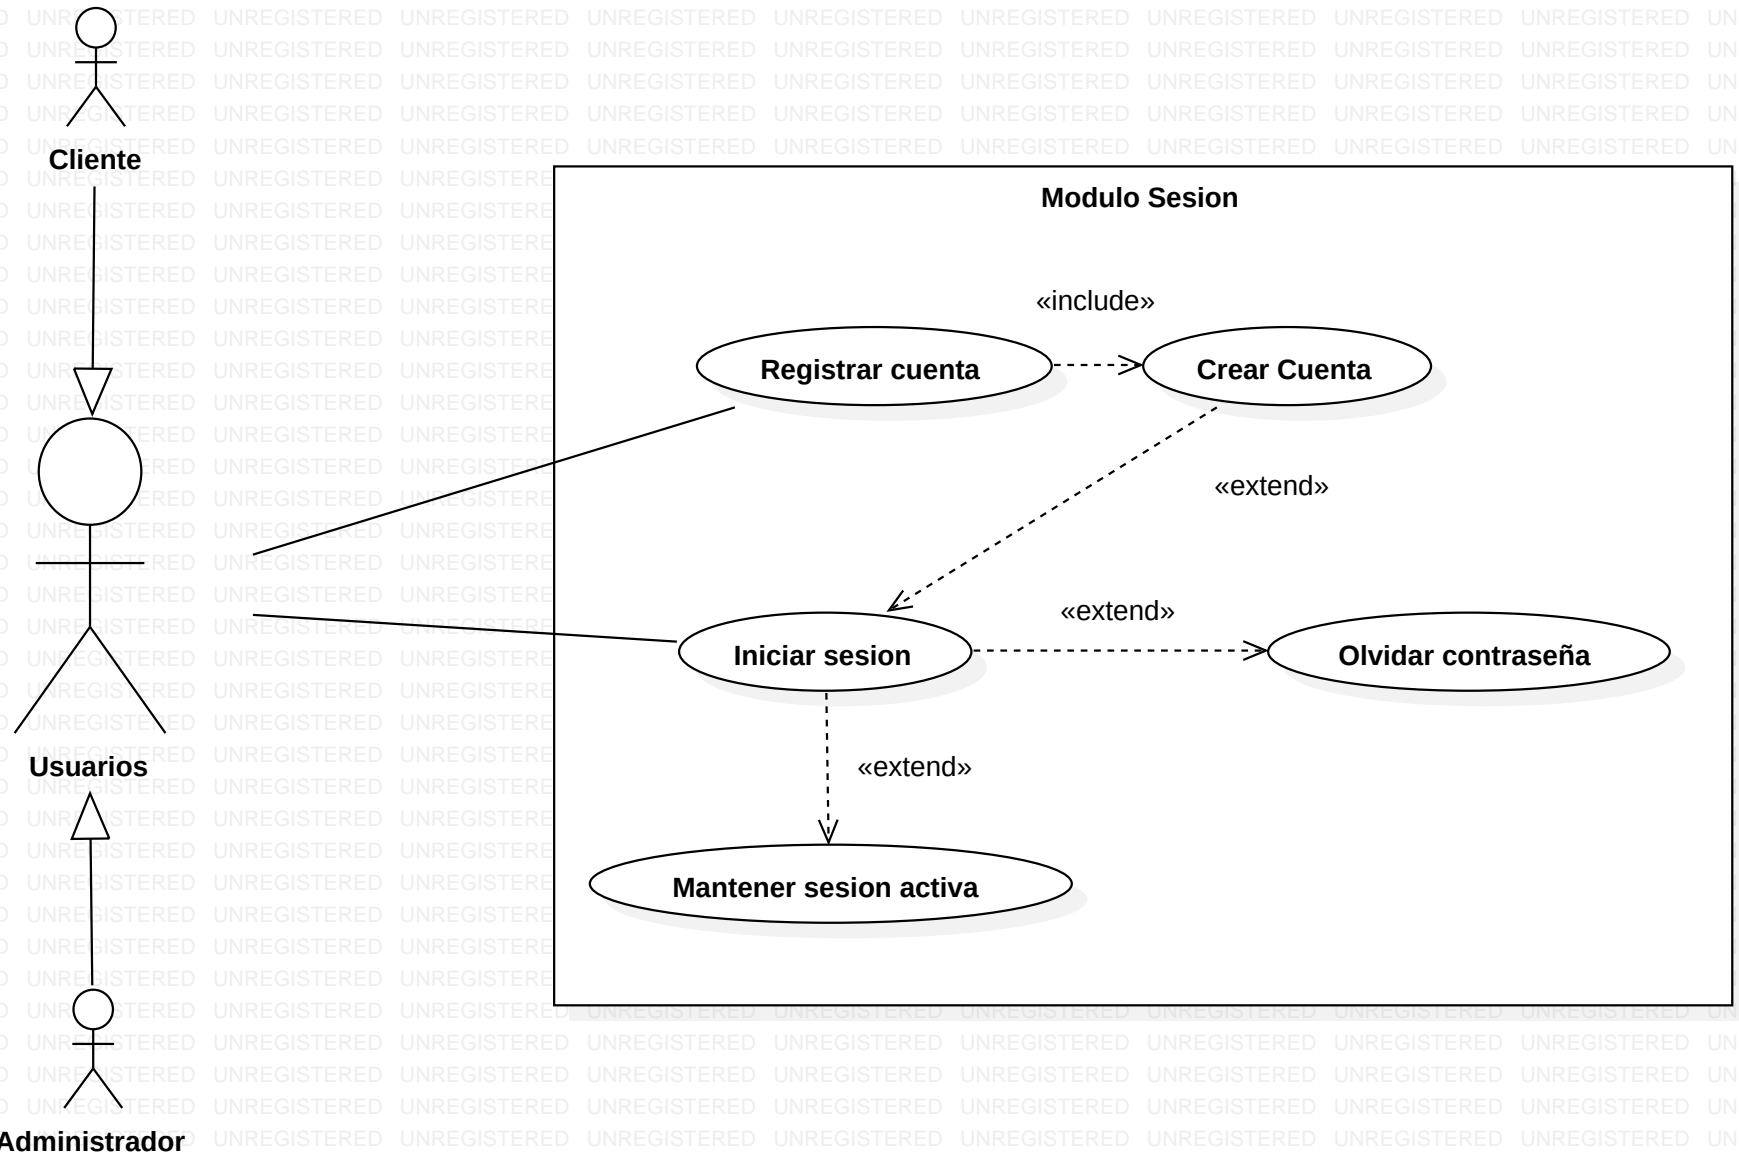 Cliente
Modulo Sesion
«include»
Registrar cuenta
Crear Cuenta
«extend»
«extend»
Iniciar sesion
Olvidar contraseña
Usuarios
«extend»
Mantener sesion activa
Administrador
UNREGISTERED